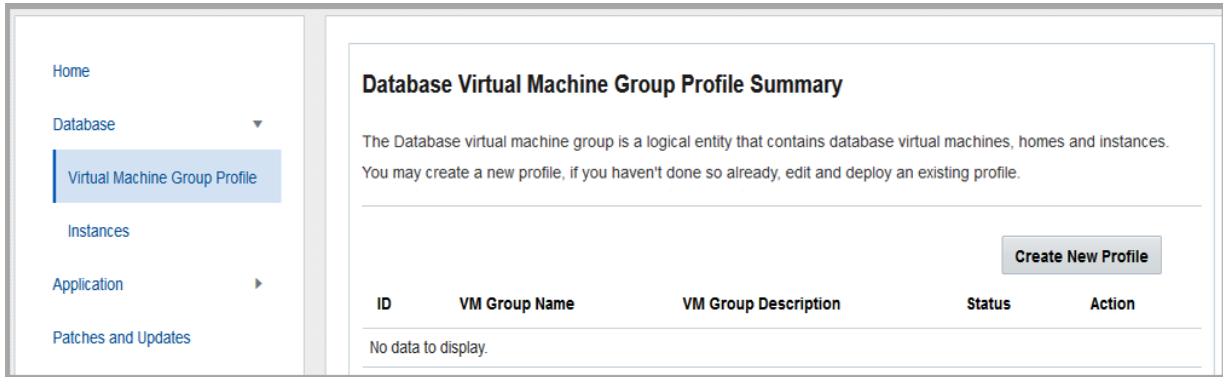 Home
Database
Virtual Machine Group Profile
Instances
Application
Patches and Updates
Database Virtual Machine Group Profile Summary
The Database virtual machine group is a logical entity that contains database virtual machines, homes and instances.
You may create a new profile, if you haven't done so already, edit and deploy an existing profile.
Create New Profile
ID VM Group Name VM Group Description Status Action
No data to display.